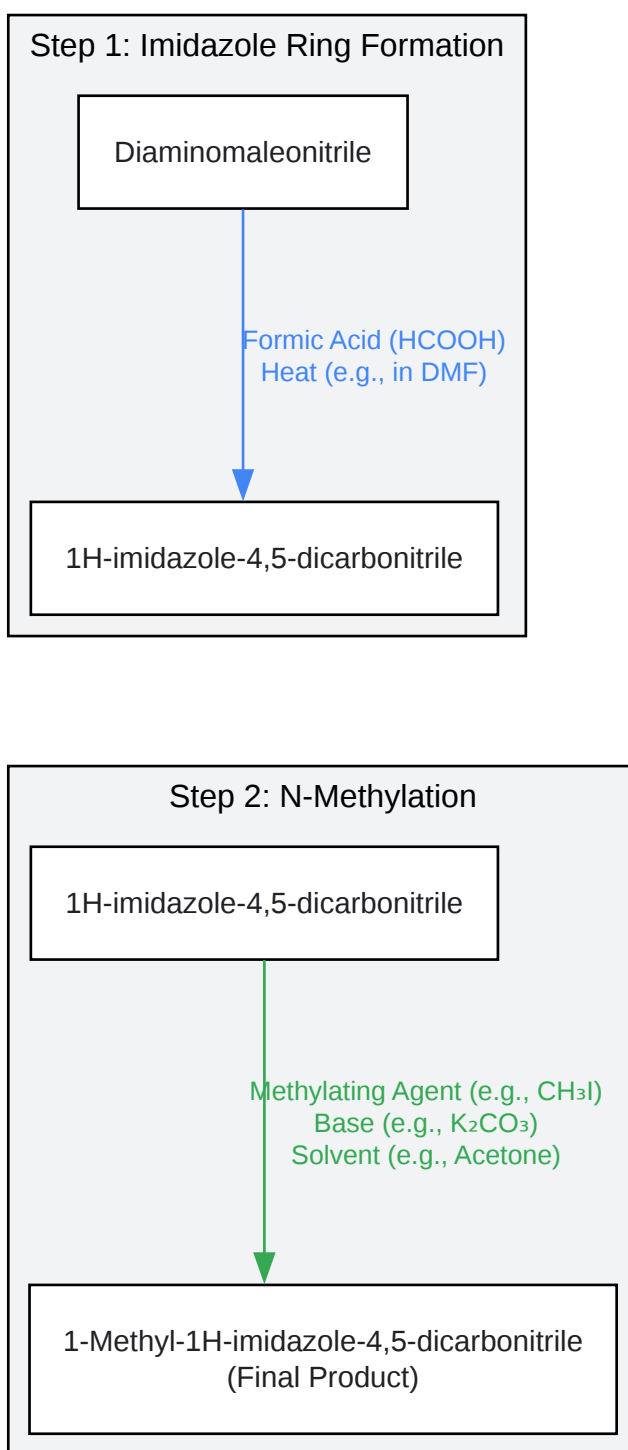 Step 1: Imidazole Ring Formation
Diaminomaleonitrile
Formic Acid (HCOOH)
Heat (e.g., in DMF)
1H-imidazole-4,5-dicarbonitrile
Step 2: N-Methylation
1H-imidazole-4,5-dicarbonitrile
Methylating Agent (e.g., CH₃I)
Base (e.g., K₂CO₃)
Solvent (e.g., Acetone)
1-Methyl-1H-imidazole-4,5-dicarbonitrile
(Final Product)